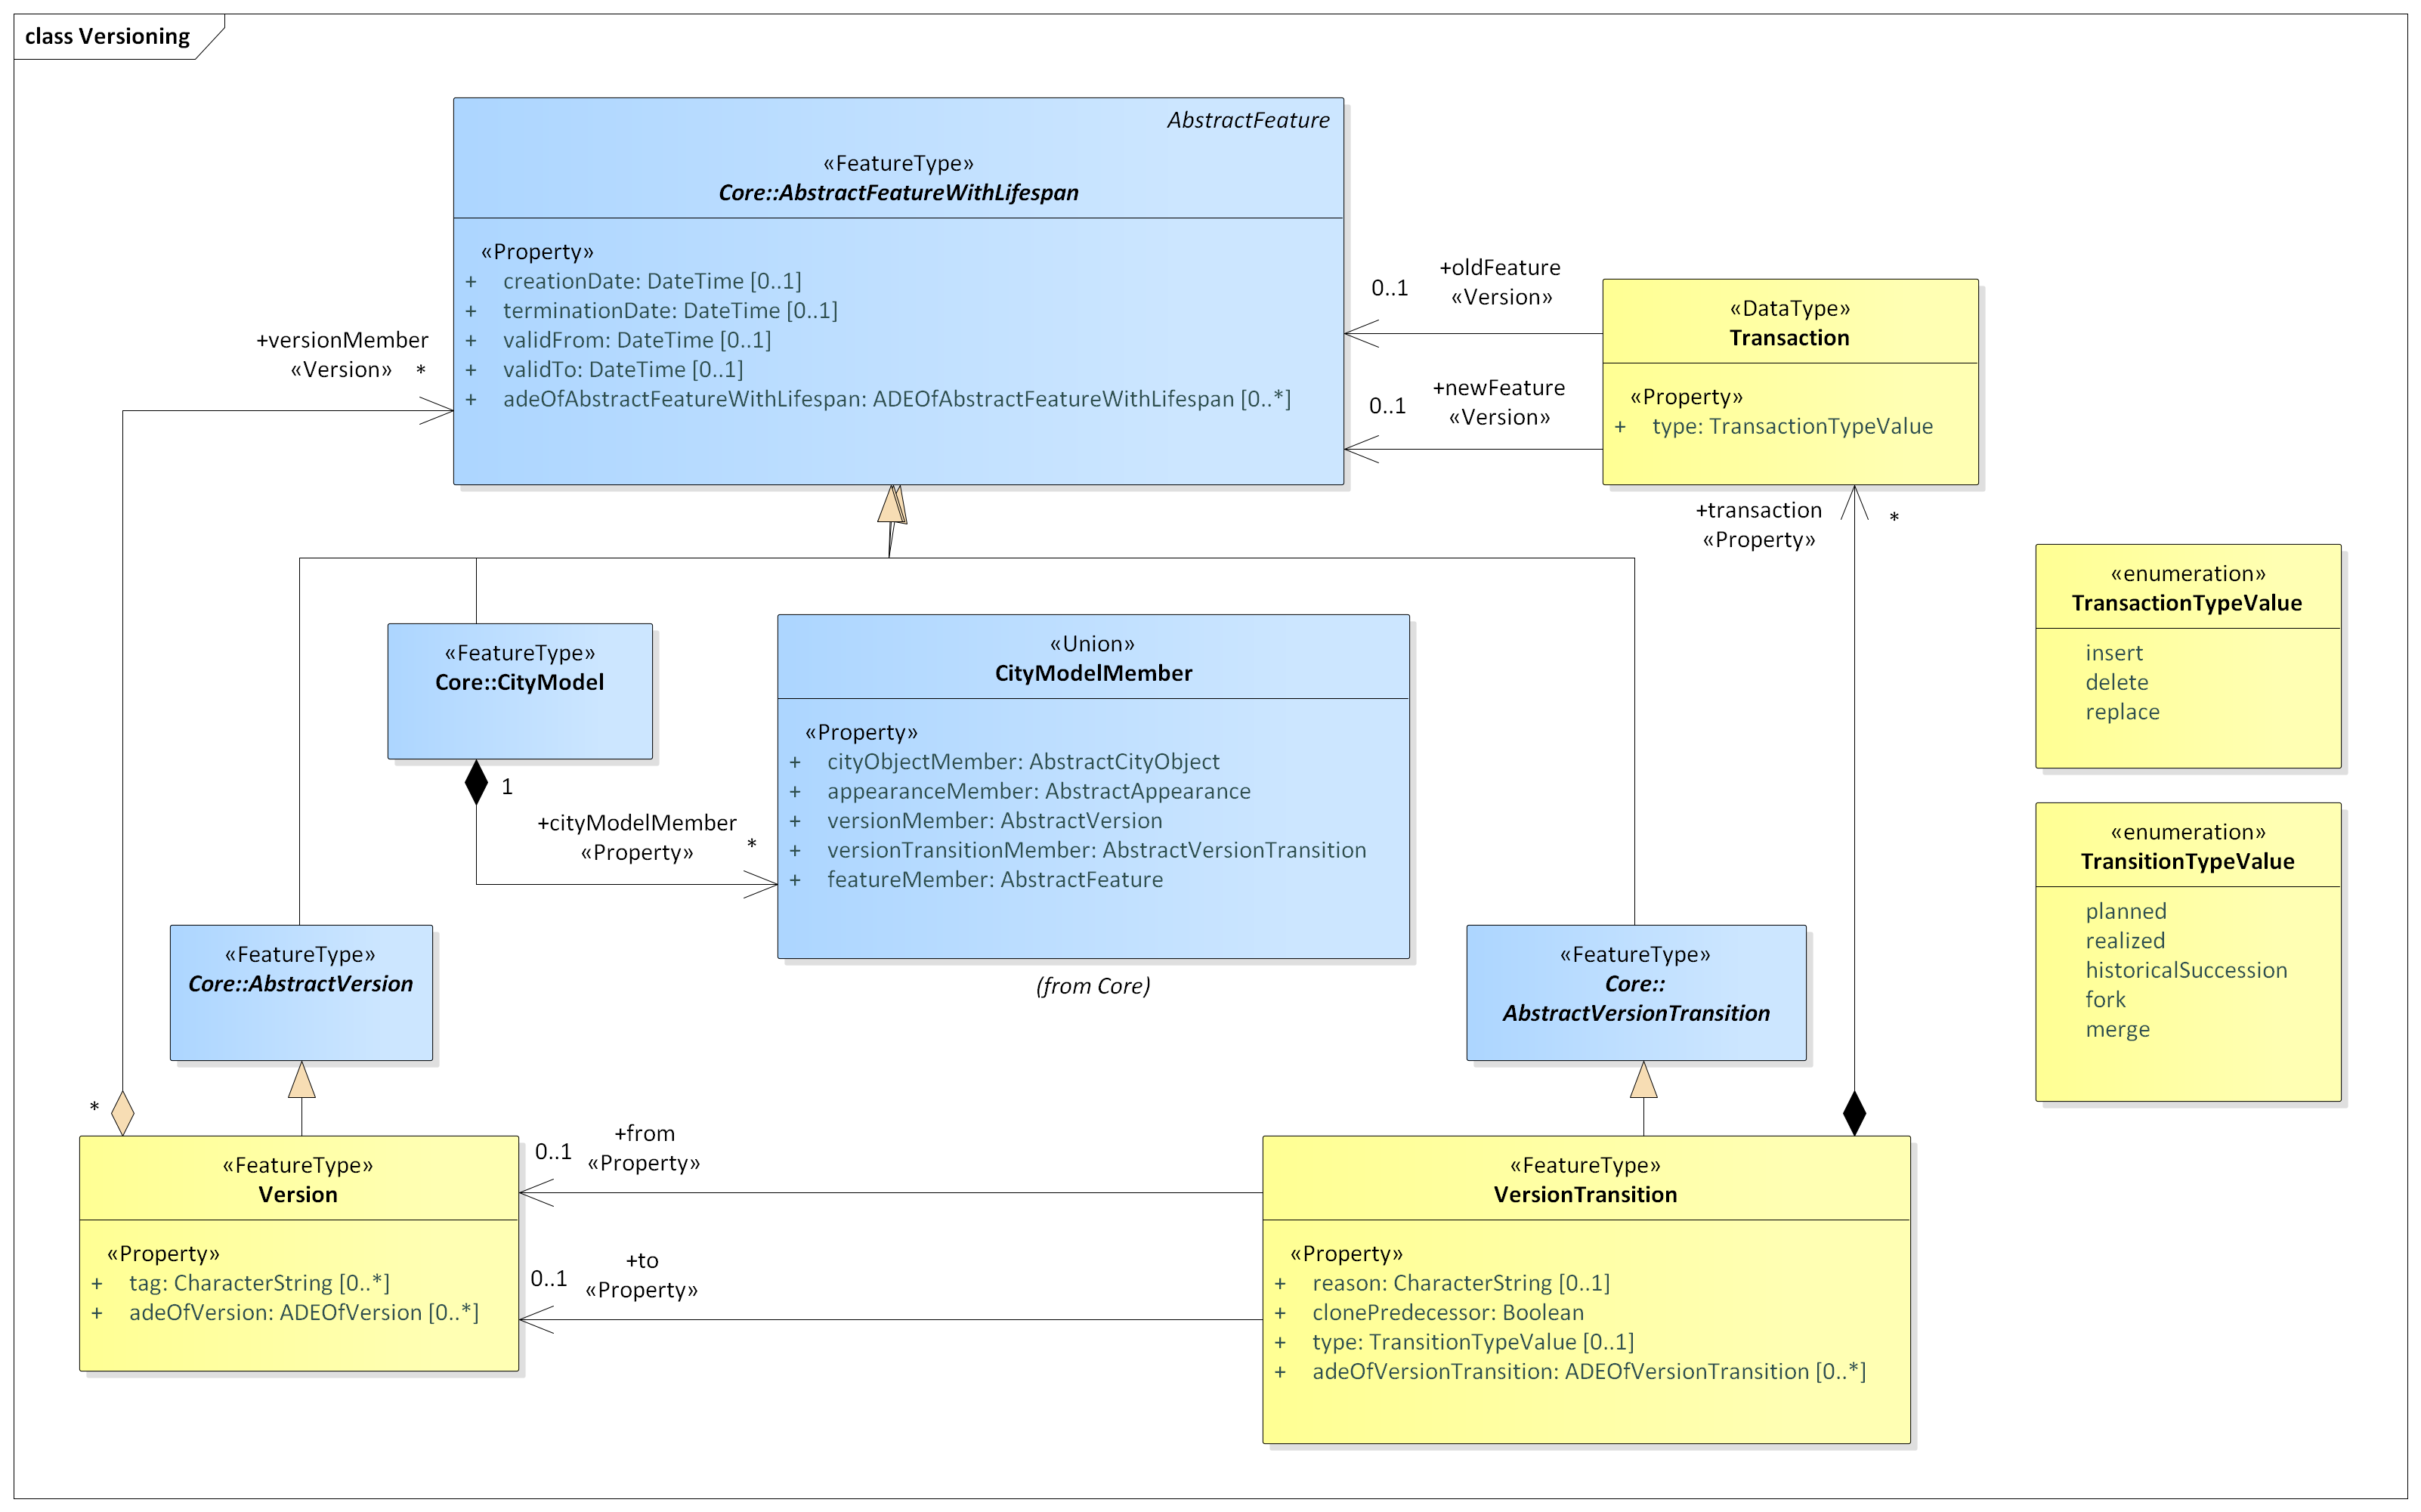 class Versioning
AbstractFeature
«FeatureType»
Core::AbstractFeatureWithLifespan
«Property»
+ creationDate: DateTime [0..1]
+ terminationDate: DateTime [0..1]
+ validFrom: DateTime [0..1]
+ validTo: DateTime [0..1]
+ adeOfAbstractFeatureWithLifespan: ADEOfAbstractFeatureWithLifespan [0..*]
+versionMember
«Version» *
+oldFeature
0..1
«Version»
+newFeature
0..1
«Version»
«DataType»
Transaction
«Property»
+ type: TransactionTypeValue
+transaction
*
«Property»
«enumeration»
TransactionTypeValue
insert
delete
replace
«FeatureType»
Core::CityModel
1
+cityModelMember
*
«Property»
«Union»
CityModelMember
«Property»
+ cityObjectMember: AbstractCityObject
+ appearanceMember: AbstractAppearance
+ versionMember: AbstractVersion
+ versionTransitionMember: AbstractVersionTransition
+ featureMember: AbstractFeature
(from Core)
«enumeration»
TransitionTypeValue
planned
realized
historicalSuccession
fork
merge
«FeatureType»
Core::AbstractVersion
«FeatureType»
Core::
AbstractVersionTransition
*
«FeatureType»
Version
«Property»
+ tag: CharacterString [0..*]
+ adeOfVersion: ADEOfVersion [0..*]
+from
0..1
«Property»
+to
0..1
«Property»
«FeatureType»
VersionTransition
«Property»
+ reason: CharacterString [0..1]
+ clonePredecessor: Boolean
+ type: TransitionTypeValue [0..1]
+ adeOfVersionTransition: ADEOfVersionTransition [0..*]